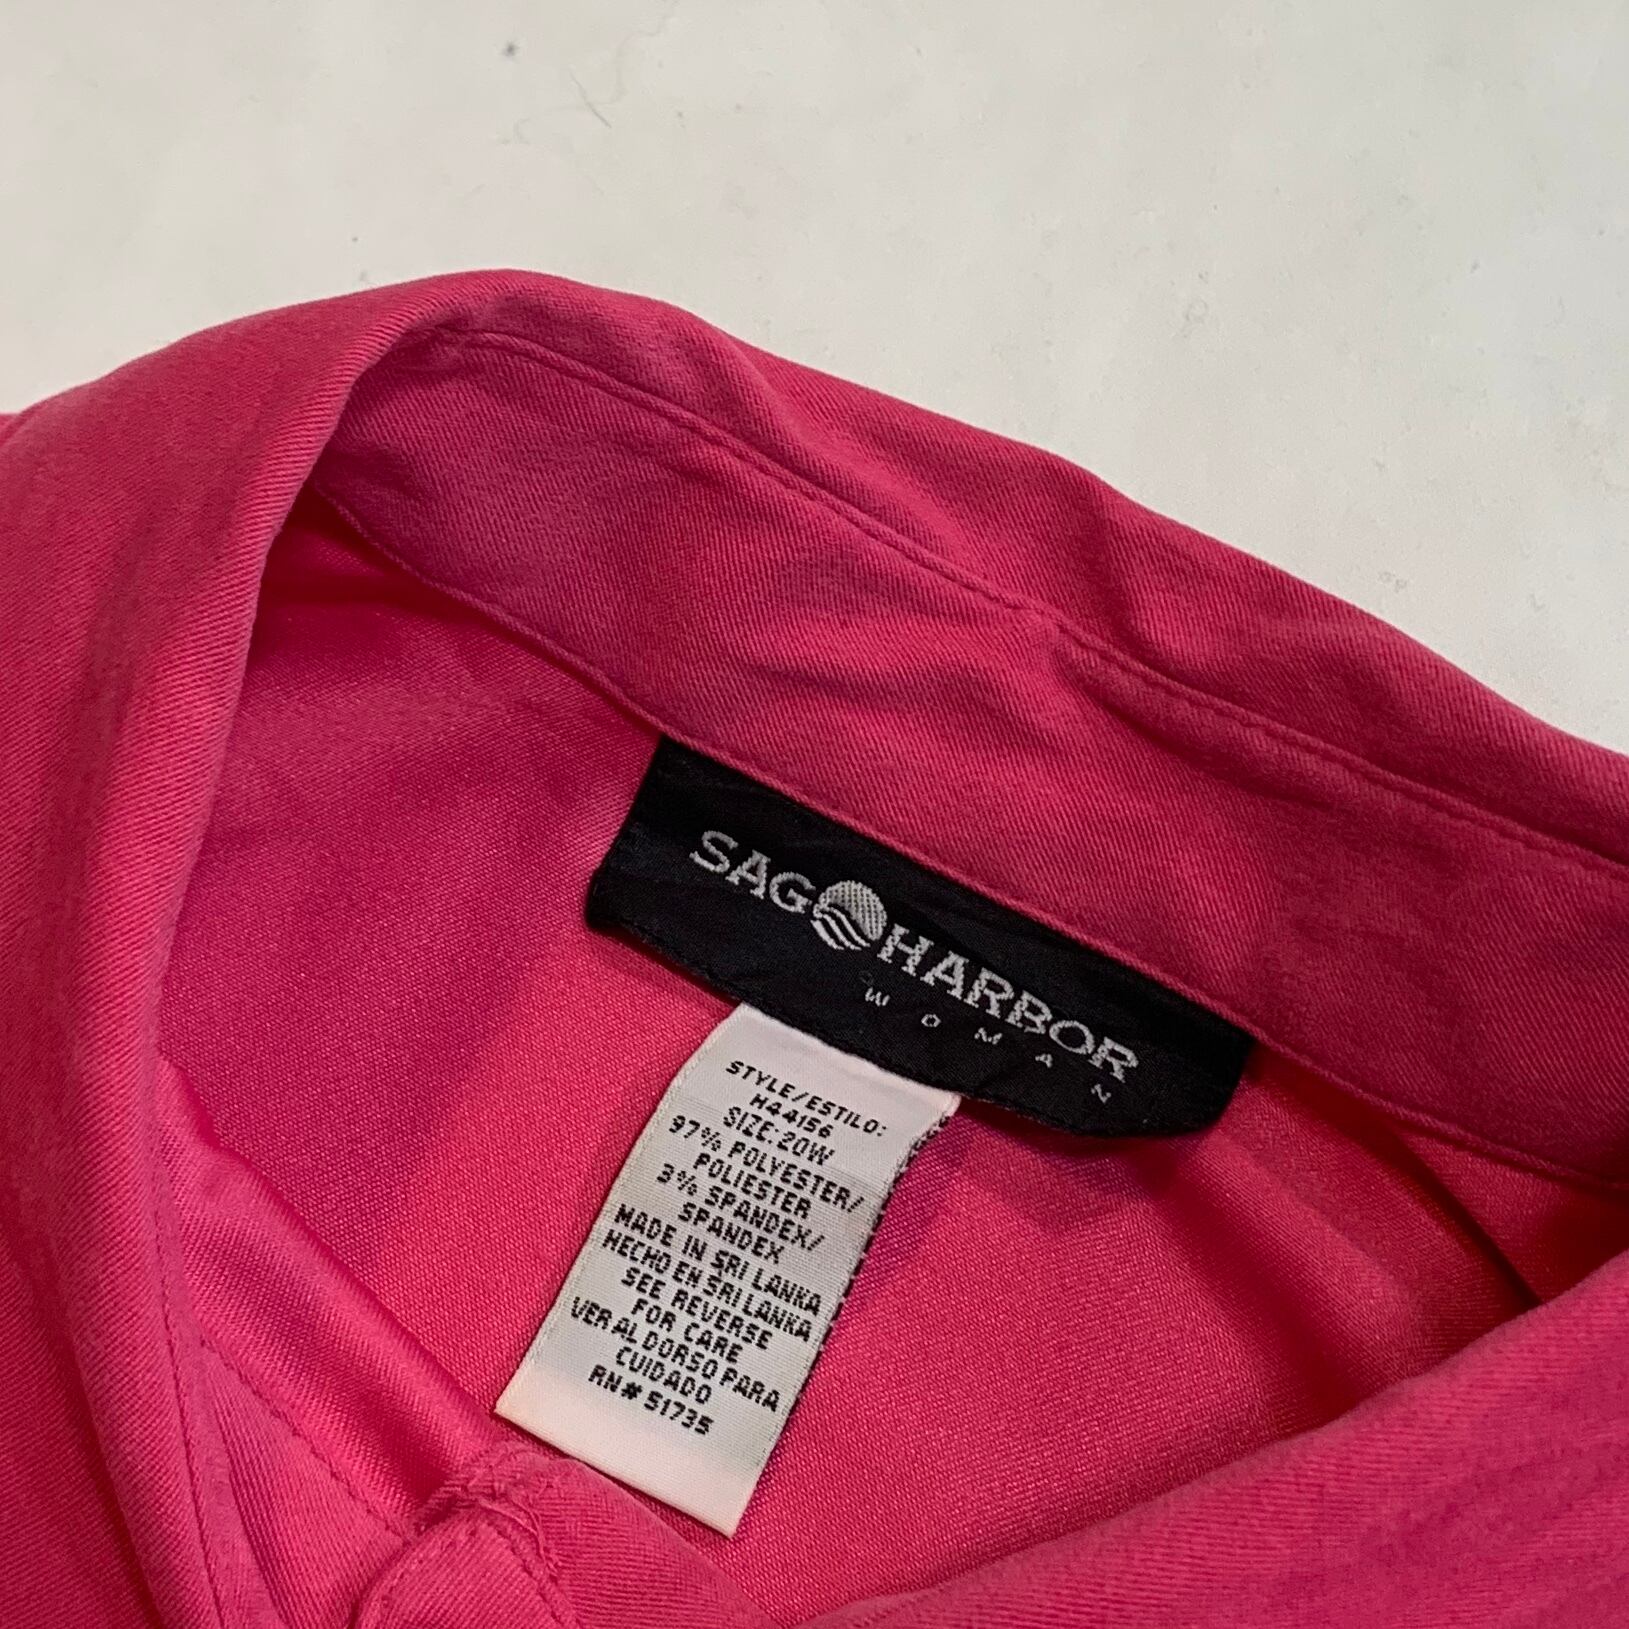 SAG HARBOR
WOMAN
STYLE/ESTILO:
H44156
SIZE:20W
97% POLYESTER/
POLIESTER
3% SPANDEX/
SPANDEX
MADE IN SRI LANKA
HECHO EN SRI LANKA
SEE REVERSE
FOR CARE
VER AL DORSO PARA
CUIDADO
RN# 51735